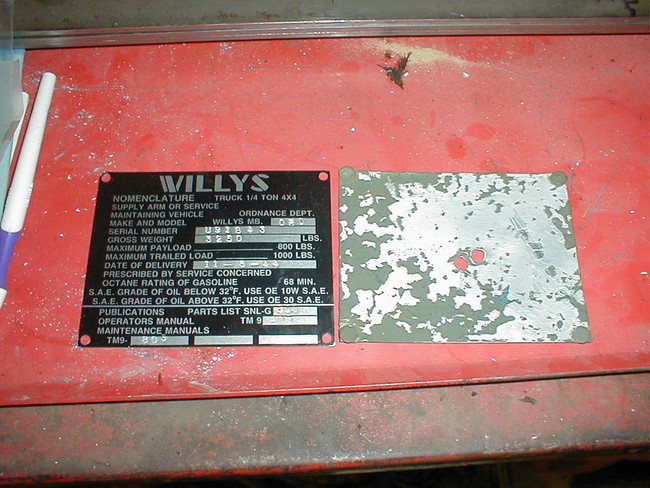 WILLYS
NOMENCLATURE TRUCK 1/4 TON 4X4
SUPPLY ARM OR SERVICE
MAINTAINING VEHICLE ORDNANCE DEPT.
MAKE AND MODEL WILLYS MB.
SERIAL NUMBER
GROSS WEIGHT 3250 LBS.
MAXIMUM PAYLOAD 800 LBS.
MAXIMUM TRAILED LOAD 1000 LBS.
DATE OF DELIVERY
PRESCRIBED BY SERVICE CONCERNED
OCTANE RATING OF GASOLINE 68 MIN.
S.A.E. GRADE OF OIL BELOW 32°F. USE OE 10W S.A.E.
S.A.E. GRADE OF OIL ABOVE 32°F. USE OE 30 S.A.E.
PUBLICATIONS PARTS LIST SNL-G
OPERATORS MANUAL TM 9
MAINTENANCE MANUALS
TM9- 803